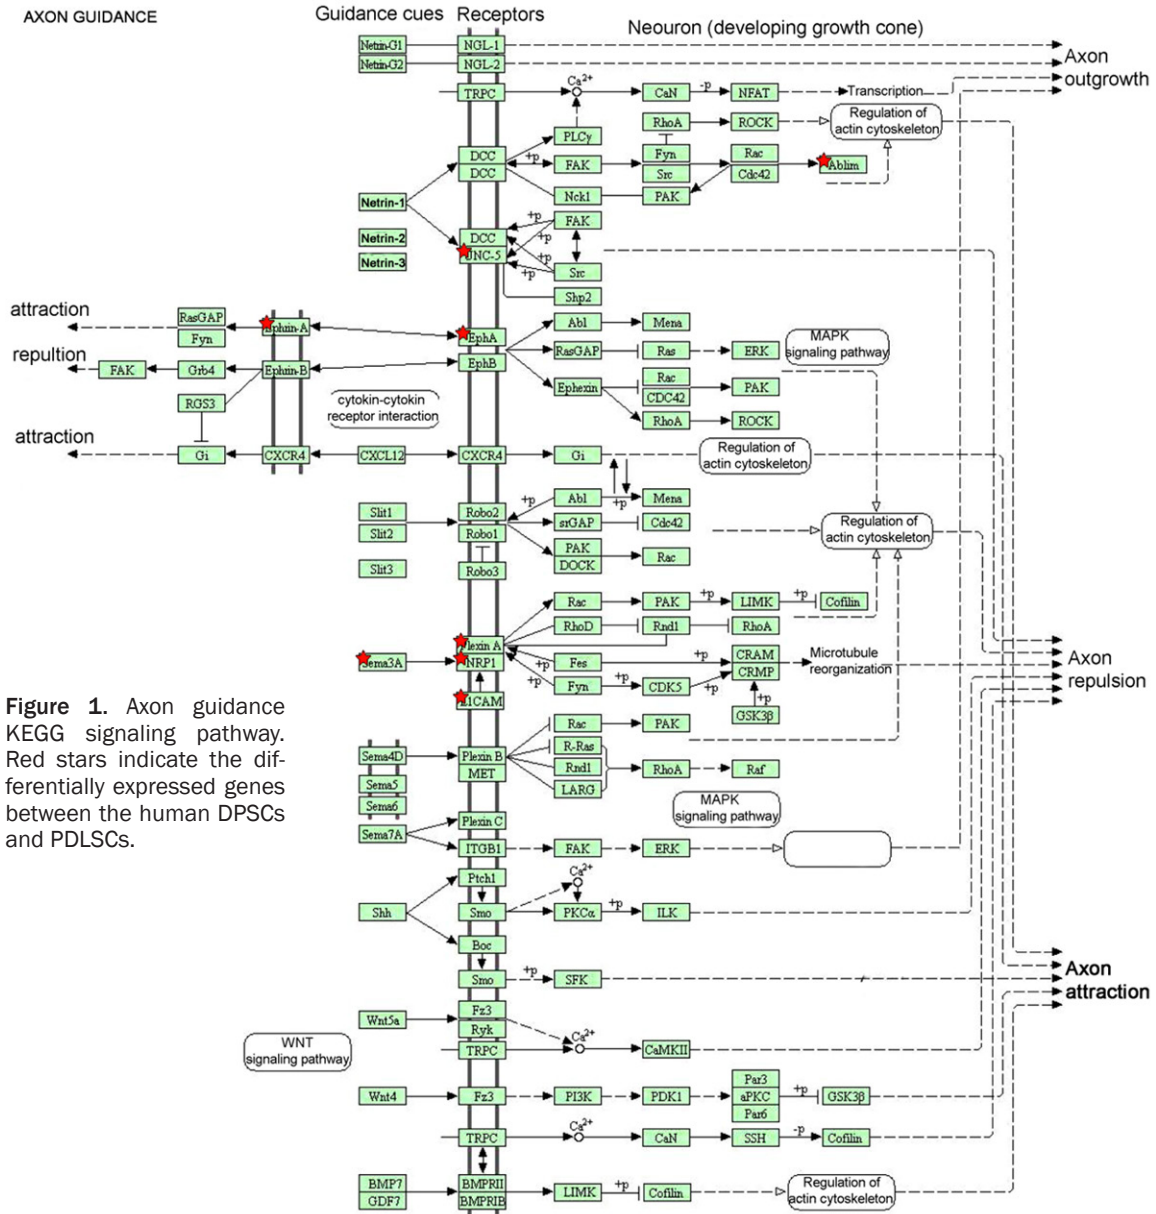 AXON GUIDANCE
Guidance cues
Receptors
Neouron (developing growth cone)
Netrin-G1
NGL-1
Netrin-G2
NGL-2
Axon
outgrowth
TRPC
Ca2+
CaN
-p
NFAT
Transcription
RhoA
ROCK
Regulation of
actin cytoskeleton
PLCγ
DCC
DCC
+p
FAK
Fyn
Src
Rac
Cdc42
Ablim
Nck1
PAK
Netrin-1
Netrin-2
Netrin-3
DCC
UNC-5
+p
+p
+p
+p
FAK
Src
Shp2
attraction
RasGAP
Fyn
Ephrin-A
EphA
Abl
Mena
repultion
FAK
Grb4
Ephrin-B
EphB
RasGAP
Ras
ERK
MAPK
signaling pathway
RGS3
cytokin-cytokin
receptor interaction
Ephexin
Rac
CDC42
PAK
RhoA
ROCK
attraction
Gi
CXCR4
CXCL12
CXCR4
Gi
Regulation of
actin cytoskeleton
Slit1
Slit2
Slit3
Robo2
Robo1
Robo3
+p
Abl
+p
Mena
srGAP
Cdc42
PAK
DOCK
Rac
Regulation of
actin cytoskeleton
Rac
PAK
+p
LIMK
+p
Cofilin
Plexin A
RhoD
Rnd1
RhoA
Sema3A
NRP1
Fes
+p
CRAM
CRMP
Microtubule
reorganization
Axon
repulsion
L1CAM
+p
+p
Fyn
+p
CDK5
+p
+p
GSK3β
Figure 1. Axon guidance
KEGG signaling pathway.
Red stars indicate the dif-
ferentially expressed genes
between the human DPSCs
and PDLSCs.
Sema4D
Sema5
Sema6
Sema7A
Plexin B
MET
Rac
PAK
R-Ras
Rnd1
LARG
RhoA
Raf
MAPK
signaling pathway
Plexin C
ITGB1
FAK
ERK
Shh
Ptch1
Smo
Ca2+
PKCα
+p
ILK
Boc
Smo
+p
SFK
Axon
attraction
Wnt5a
Fz3
Ryk
TRPC
Ca2+
CaMKII
WNT
signaling pathway
Wnt4
Fz3
PI3K
PDK1
Par3
aPKC
Par6
+p
GSK3β
TRPC
Ca2+
CaN
SSH
-p
Cofilin
BMP7
GDF7
BMPRII
BMPRIB
LIMK
+p
Cofilin
Regulation of
actin cytoskeleton